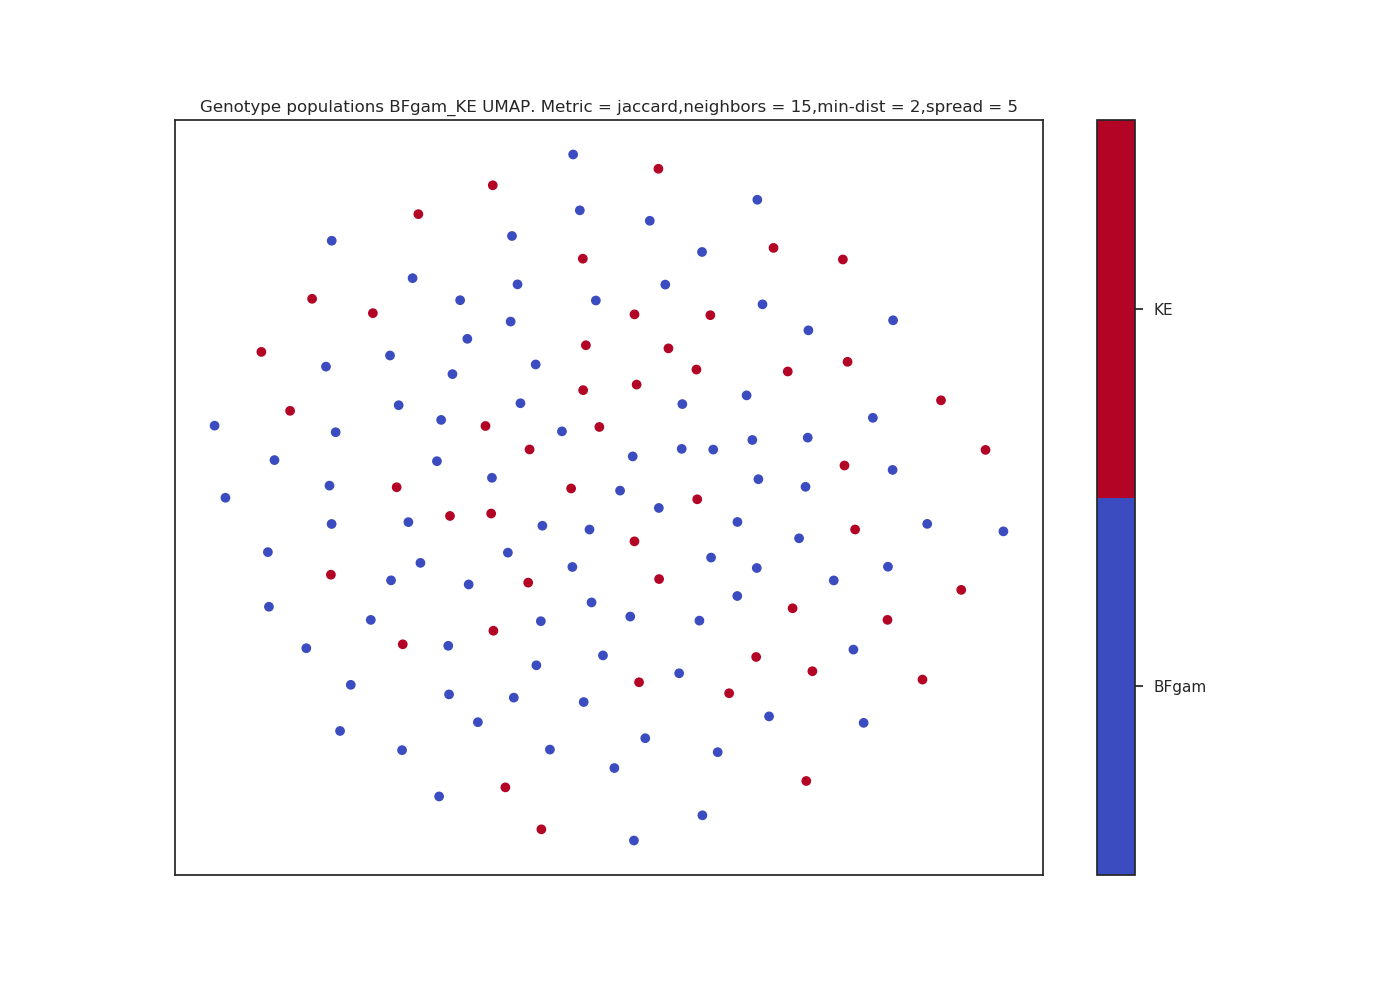 Genotype populations BFgam_KE UMAP. Metric = jaccard,neighbors = 15,min-dist = 2,spread = 5
KE
BFgam